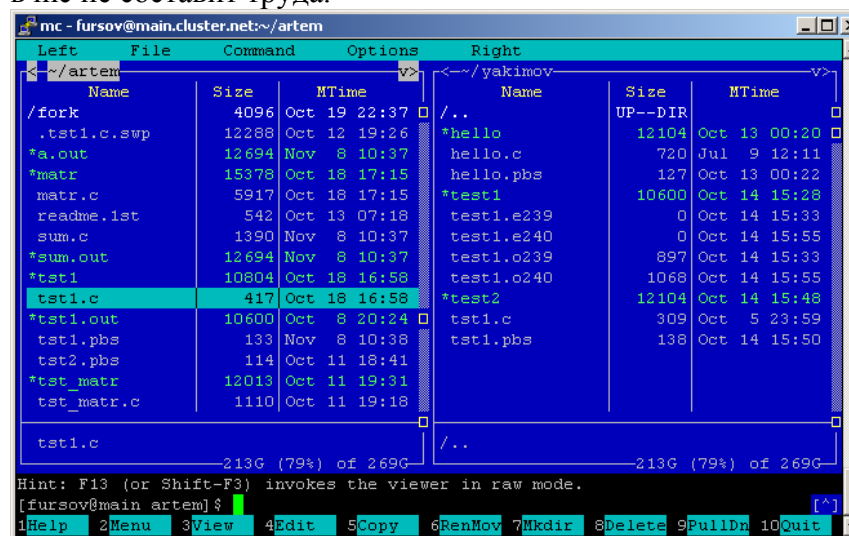 mc - fursov@main.cluster.net:~/artem
Left File Command Options Right
<-~/artem v> <-~/yakimov v>
Name Size MTime Name Size MTime
/fork 4096 Oct 19 22:37 /.. UP--DIR
.tst1.c.swp 12288 Oct 12 19:26 *hello 12104 Oct 13 00:20
*a.out 12694 Nov 8 10:37 hello.c 720 Jul 9 12:11
*matr 15378 Oct 18 17:15 hello.pbs 127 Oct 13 00:22
matr.c 5917 Oct 18 17:15 *test1 10600 Oct 14 15:28
readme.1st 542 Oct 13 07:18 test1.e239 0 Oct 14 15:33
sum.c 1390 Nov 8 10:37 test1.e240 0 Oct 14 15:55
*sum.out 12694 Nov 8 10:37 test1.o239 897 Oct 14 15:33
*tst1 10804 Oct 18 16:58 test1.o240 1068 Oct 14 15:55
tst1.c 417 Oct 18 16:58 *test2 12104 Oct 14 15:48
*tst1.out 10600 Oct 8 20:24 tst1.c 309 Oct 5 23:59
tst1.pbs 133 Nov 8 10:38 tst1.pbs 138 Oct 14 15:50
tst2.pbs 114 Oct 11 18:41
*tst_matr 12013 Oct 11 19:31
tst_matr.c 1110 Oct 11 19:18
tst1.c /..
213G (79%) of 269G 213G (79%) of 269G
Hint: F13 (or Shift-F3) invokes the viewer in raw mode.
[fursov@main artem]$ [^]
1Help 2Menu 3View 4Edit 5Copy 6RenMov 7Mkdir 8Delete 9PullDn 10Quit